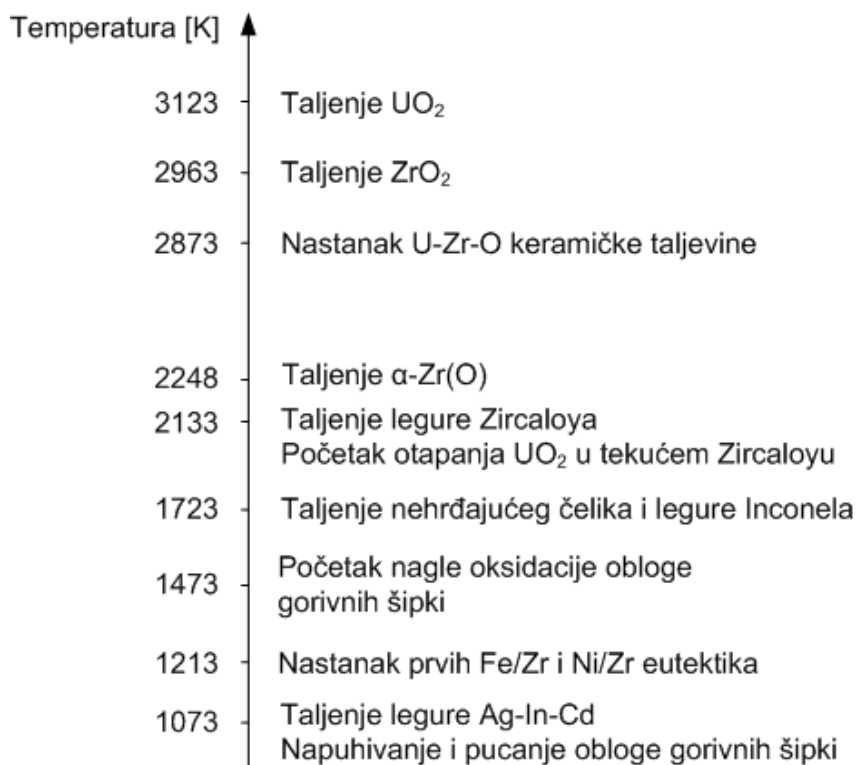 Temperatura [K]
3123 Taljenje UO₂
2963 Taljenje ZrO₂
2873 Nastanak U-Zr-O keramičke taljevine
2248 Taljenje α-Zr(O)
2133 Taljenje legure Zircaloya
Početak otapanja UO₂ u tekućem Zircaloyu
1723 Taljenje nehrđajućeg čelika i legure Inconela
1473 Početak nagle oksidacije obloge
gorivnih šipki
1213 Nastanak prvih Fe/Zr i Ni/Zr eutektika
1073 Taljenje legure Ag-In-Cd
Napuhivanje i pucanje obloge gorivnih šipki